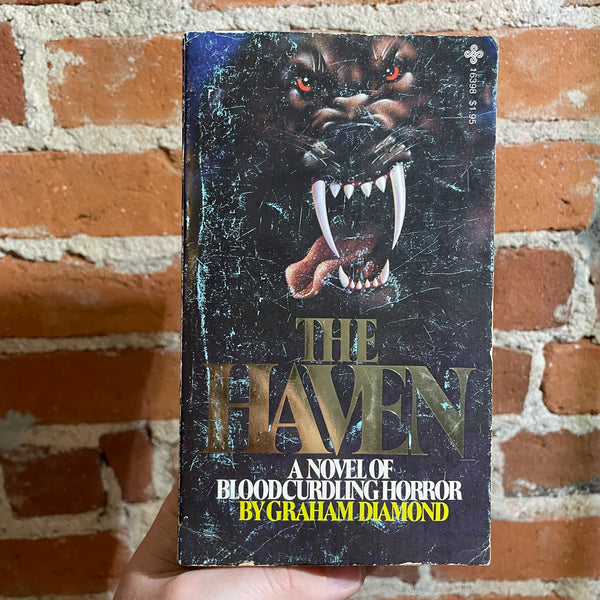 16398 $1.95
THE
HAVEN
A NOVEL OF
BLOODCURDLING HORROR
BY GRAHAM DIAMOND